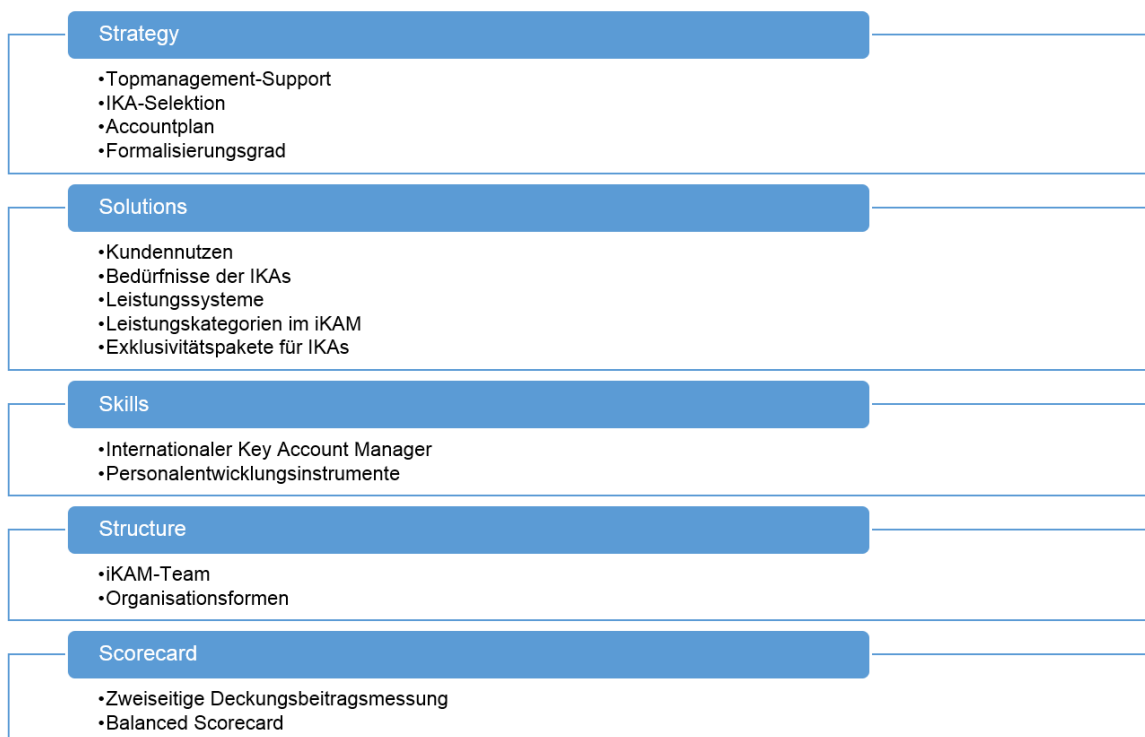 Strategy
•Topmanagement-Support
•IKA-Selektion
•Accountplan
•Formalisierungsgrad
Solutions
•Kundennutzen
•Bedürfnisse der IKAs
•Leistungssysteme
•Leistungskategorien im iKAM
•Exklusivitätspakete für IKAs
Skills
•Internationaler Key Account Manager
•Personalentwicklungsinstrumente
Structure
•iKAM-Team
•Organisationsformen
Scorecard
•Zweiseitige Deckungsbeitragsmessung
•Balanced Scorecard